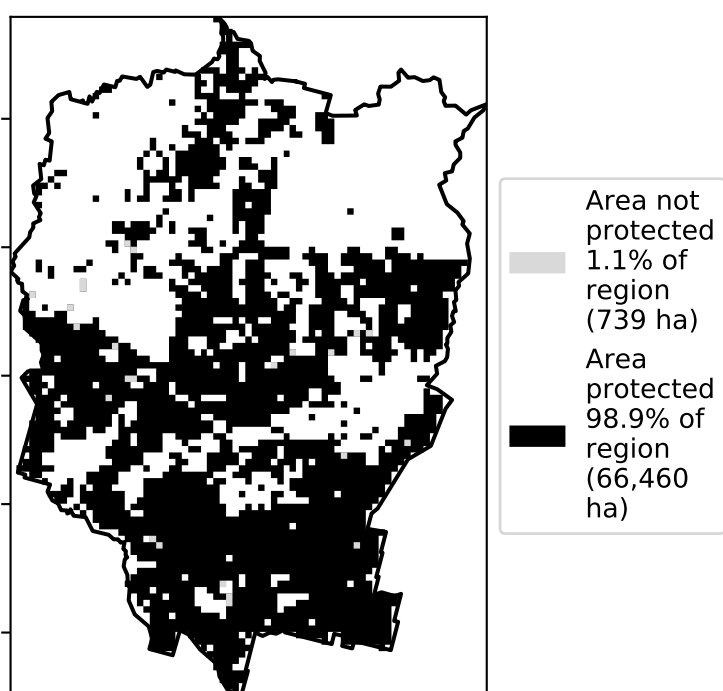 Area not
protected
1.1% of
region
(739 ha)
Area
protected
98.9% of
region
(66,460
ha)